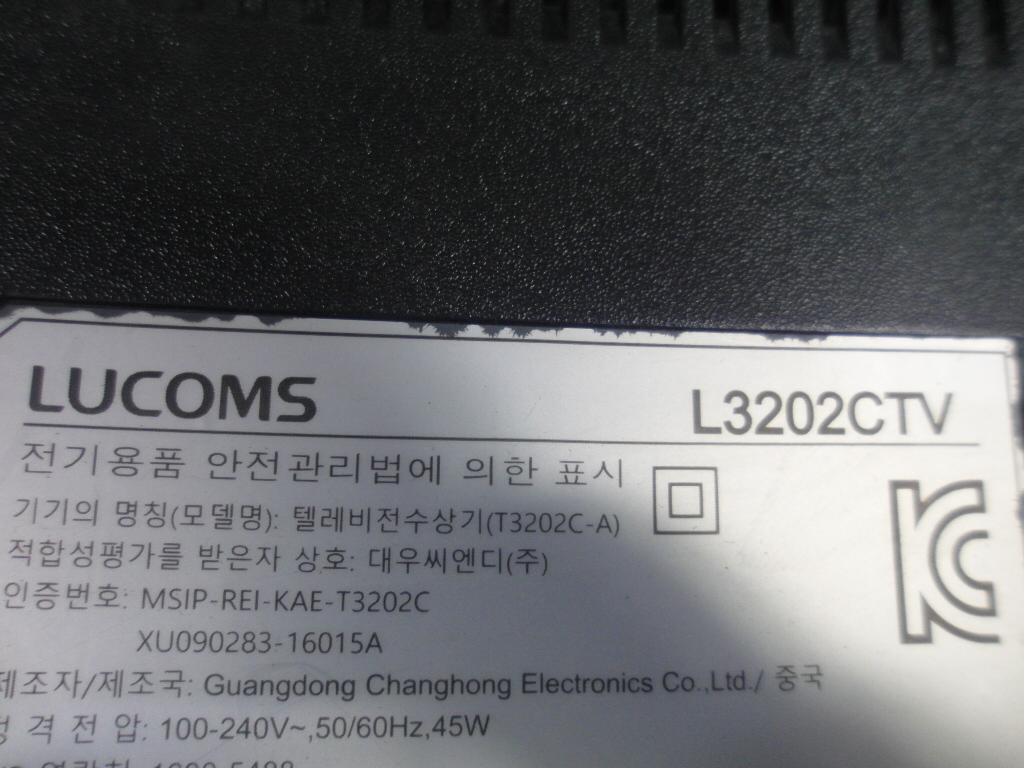 LUCOMS L3202CTV
전기용품 안전관리법에 의한 표시
기기의 명칭(모델명): 텔레비전수상기(T3202C-A)
적합성평가를 받은자 상호: 대우씨엔디(주)
인증번호: MSIP-REI-KAE-T3202C
XU090283-16015A
제조자/제조국: Guangdong Changhong Electronics Co.,Ltd./ 중국
격 전 압: 100-240V~,50/60Hz,45W